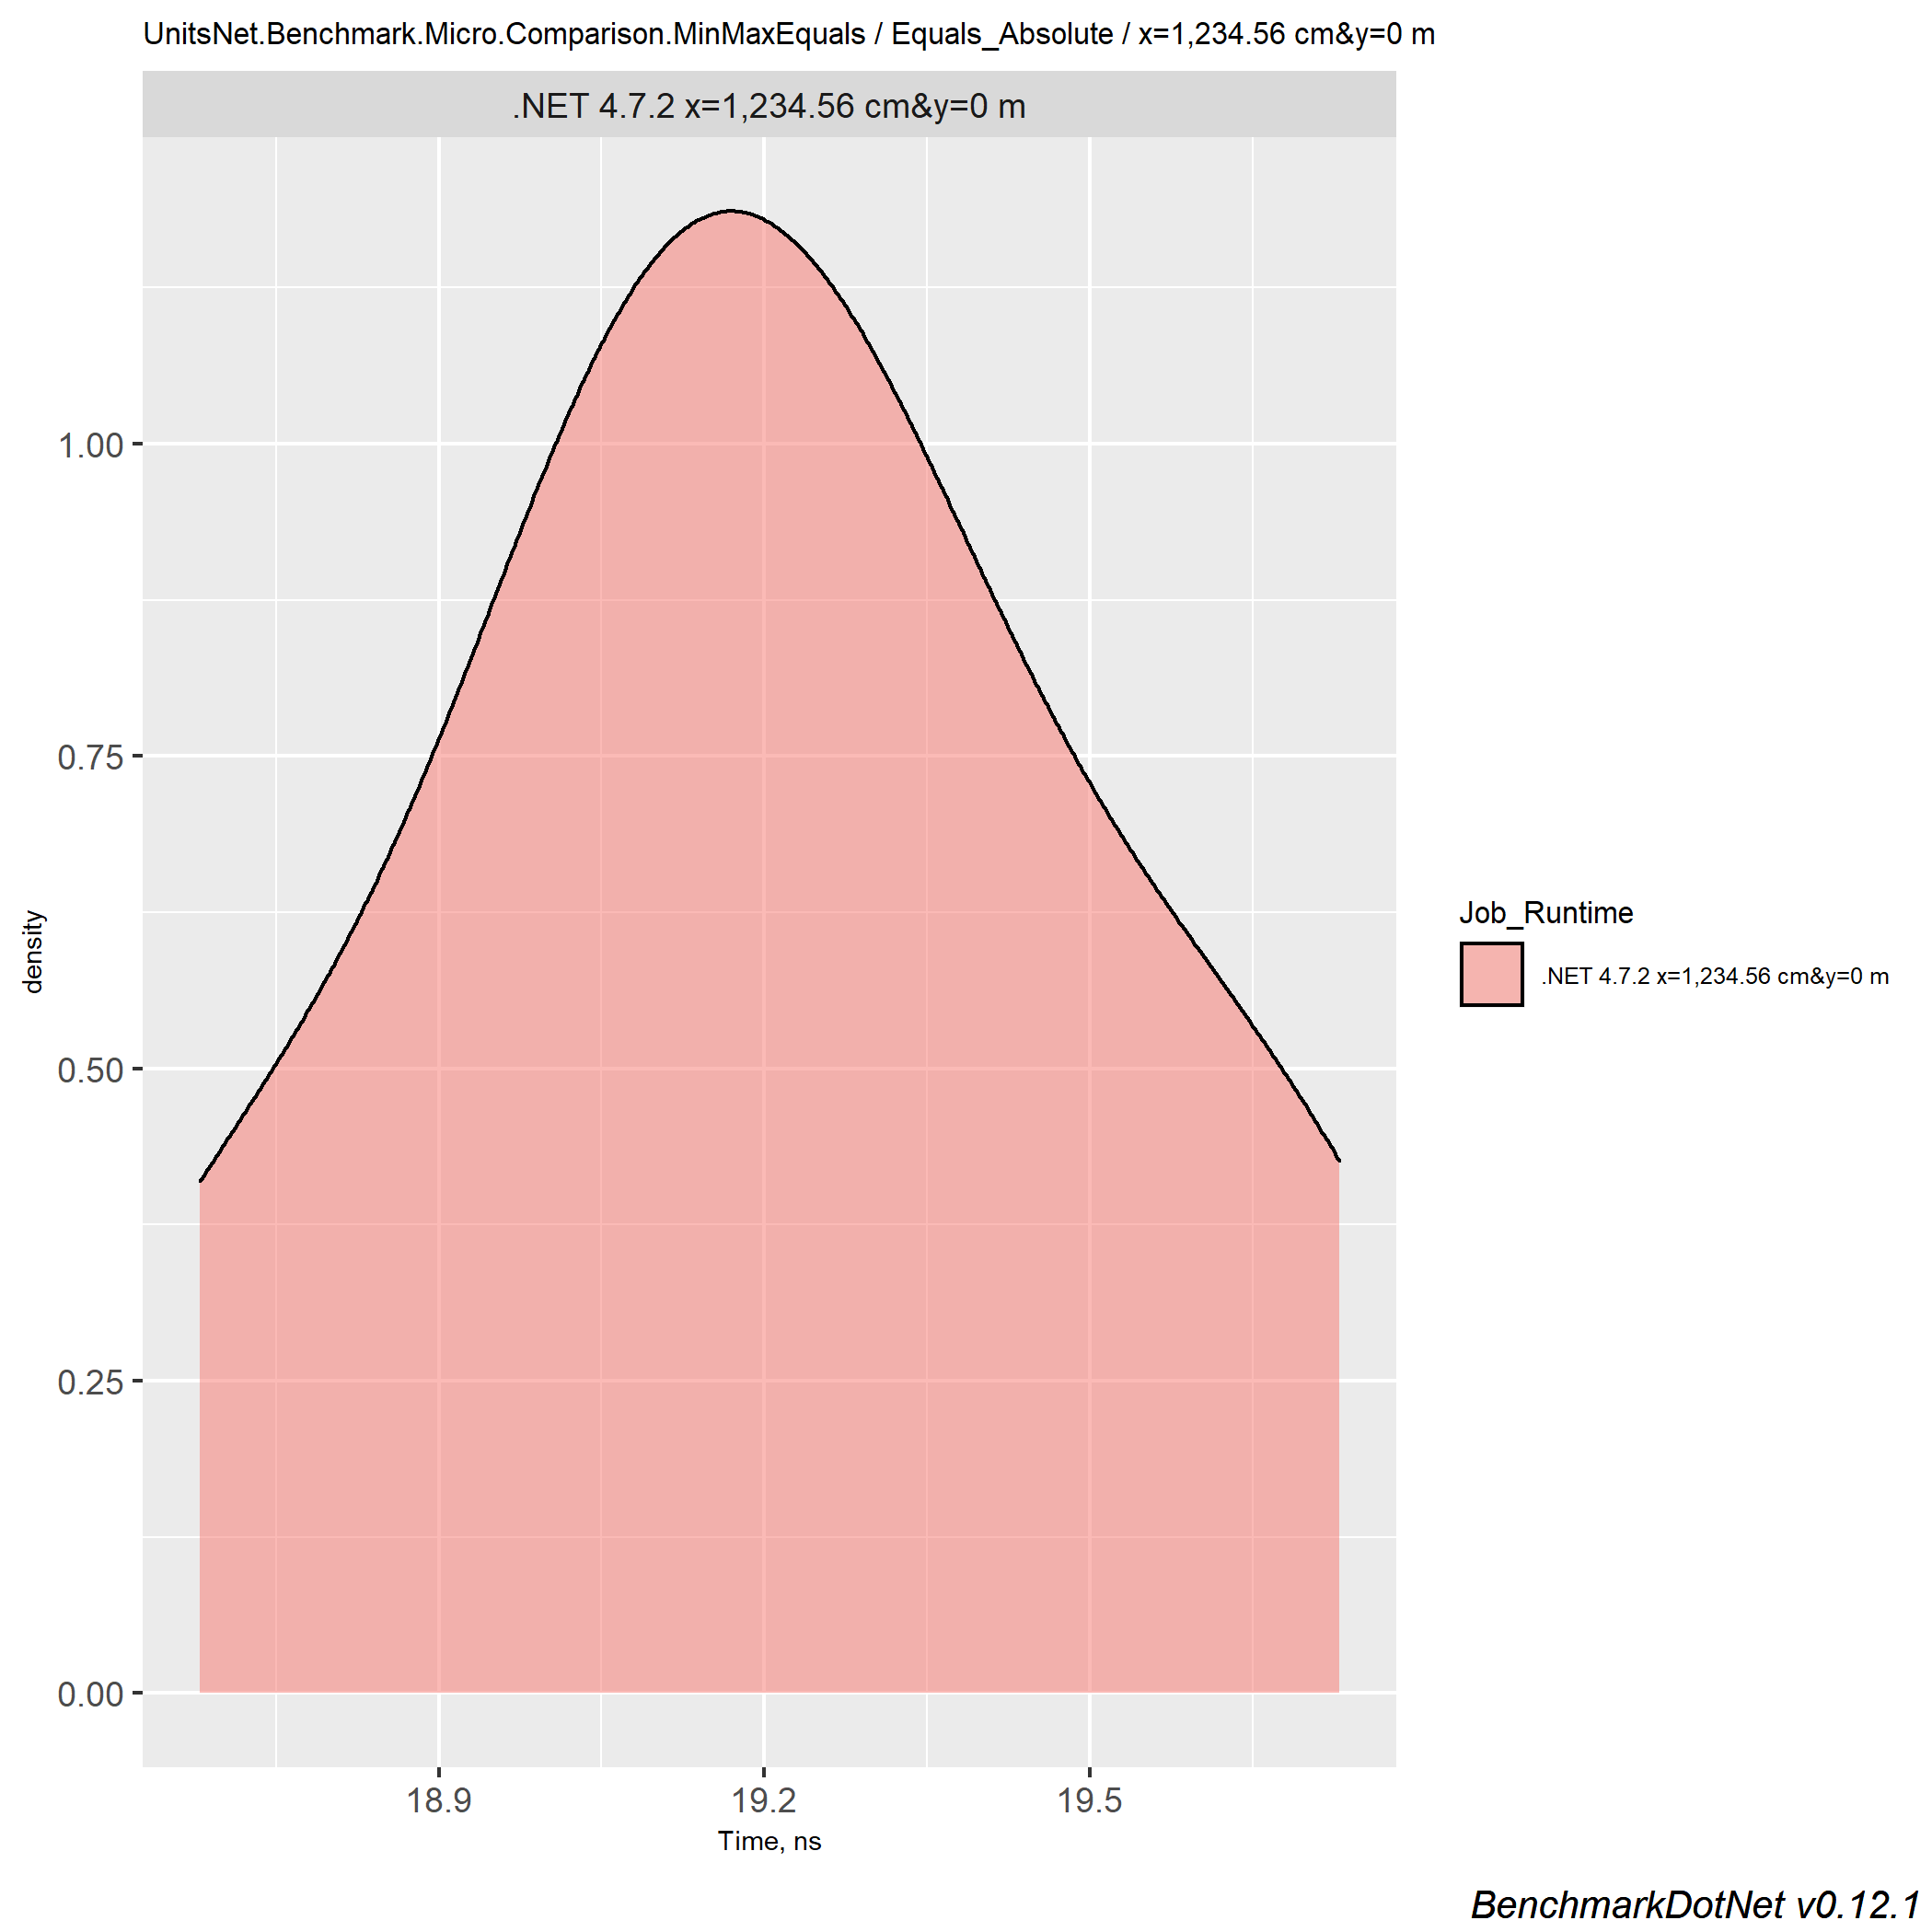 UnitsNet.Benchmark.Micro.Comparison.MinMaxEquals / Equals_Absolute / x=1,234.56 cm&y=0 m
.NET 4.7.2 x=1,234.56 cm&y=0 m
1.00
0.75
0.50
0.25
0.00
density
18.9 19.2 19.5
Time, ns
Job_Runtime
.NET 4.7.2 x=1,234.56 cm&y=0 m
BenchmarkDotNet v0.12.1